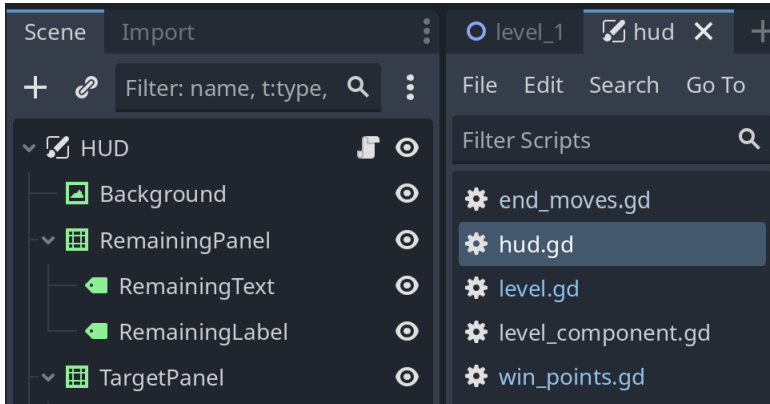 Scene Import
Filter: name, t:type,
HUD
Background
RemainingPanel
RemainingText
RemainingLabel
TargetPanel
level_1 hud
File Edit Search Go To
Filter Scripts
end_moves.gd
hud.gd
level.gd
level_component.gd
win_points.gd